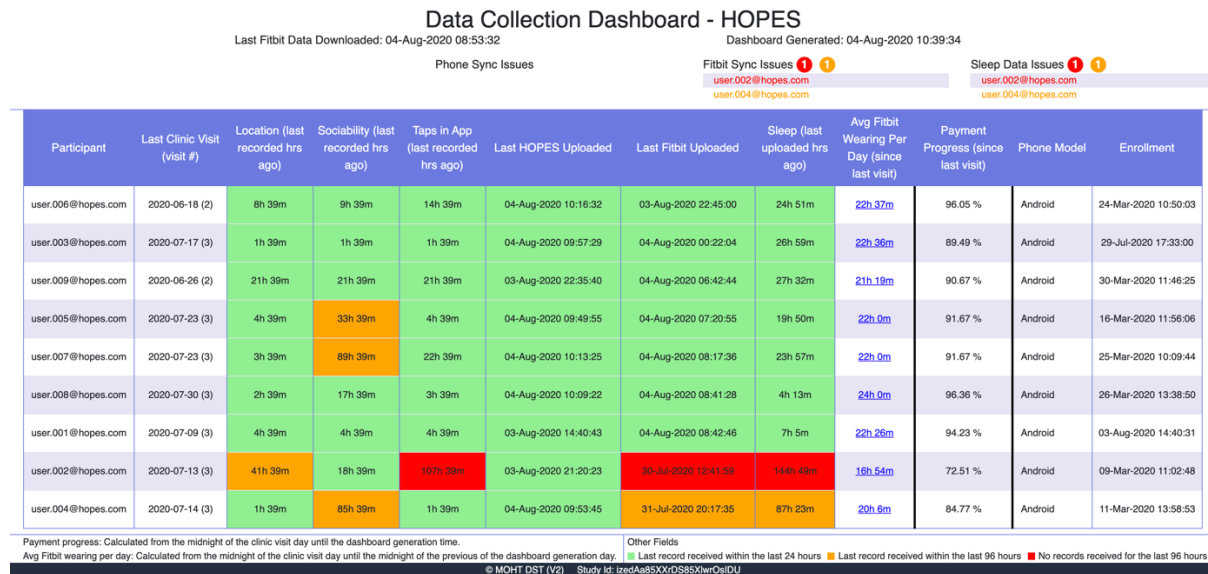 Data Collection Dashboard - HOPES
Last Fitbit Data Downloaded: 04-Aug-2020 08:53:32 Dashboard Generated: 04-Aug-2020 10:39:34
Phone Sync Issues Fitbit Sync Issues 1 1 Sleep Data Issues 1 1
user.002@hopes.com user.002@hopes.com
user.004@hopes.com user.004@hopes.com
Participant Last Clinic Visit (visit #) Location (last recorded hrs ago) Sociability (last recorded hrs ago) Taps in App (last recorded hrs ago) Last HOPES Uploaded Last Fitbit Uploaded Sleep (last uploaded hrs ago) Avg Fitbit Wearing Per Day (since last visit) Payment Progress (since last visit) Phone Model Enrollment
user.006@hopes.com 2020-06-18 (2) 8h 39m 9h 39m 14h 39m 04-Aug-2020 10:16:32 03-Aug-2020 22:45:00 24h 51m 22h 37m 96.05 % Android 24-Mar-2020 10:50:03
user.003@hopes.com 2020-07-17 (3) 1h 39m 1h 39m 1h 39m 04-Aug-2020 09:57:29 04-Aug-2020 00:22:04 26h 59m 22h 36m 89.49 % Android 29-Jul-2020 17:33:00
user.009@hopes.com 2020-06-26 (2) 21h 39m 21h 39m 21h 39m 03-Aug-2020 22:35:40 04-Aug-2020 06:42:44 27h 32m 21h 19m 90.67 % Android 30-Mar-2020 11:46:25
user.005@hopes.com 2020-07-23 (3) 4h 39m 33h 39m 4h 39m 04-Aug-2020 09:49:55 04-Aug-2020 07:20:55 19h 50m 22h 0m 91.67 % Android 16-Mar-2020 11:56:06
user.007@hopes.com 2020-07-23 (3) 3h 39m 89h 39m 22h 39m 04-Aug-2020 10:13:25 04-Aug-2020 08:17:36 23h 57m 22h 0m 91.67 % Android 25-Mar-2020 10:09:44
user.008@hopes.com 2020-07-30 (3) 2h 39m 17h 39m 3h 39m 04-Aug-2020 10:09:22 04-Aug-2020 08:41:28 4h 13m 24h 0m 96.36 % Android 26-Mar-2020 13:38:50
user.001@hopes.com 2020-07-09 (3) 4h 39m 4h 39m 4h 39m 03-Aug-2020 14:40:43 04-Aug-2020 08:42:46 7h 5m 22h 26m 94.23 % Android 03-Aug-2020 14:40:31
user.002@hopes.com 2020-07-13 (3) 41h 39m 18h 39m 107h 39m 03-Aug-2020 21:20:23 30-Jul-2020 12:41:59 144h 49m 16h 54m 72.51 % Android 09-Mar-2020 11:02:48
user.004@hopes.com 2020-07-14 (3) 1h 39m 85h 39m 1h 39m 04-Aug-2020 09:53:45 31-Jul-2020 20:17:35 87h 23m 20h 6m 84.77 % Android 11-Mar-2020 13:58:53
Payment progress: Calculated from the midnight of the clinic visit day until the dashboard generation time. Other Fields
Avg Fitbit wearing per day: Calculated from the midnight of the clinic visit day until the midnight of the previous of the dashboard generation day. Last record received within the last 24 hours Last record received within the last 96 hours No records received for the last 96 hours
© MOHT DST (V2) Study Id: izedAa85XXrDS85XlwrOsIDU